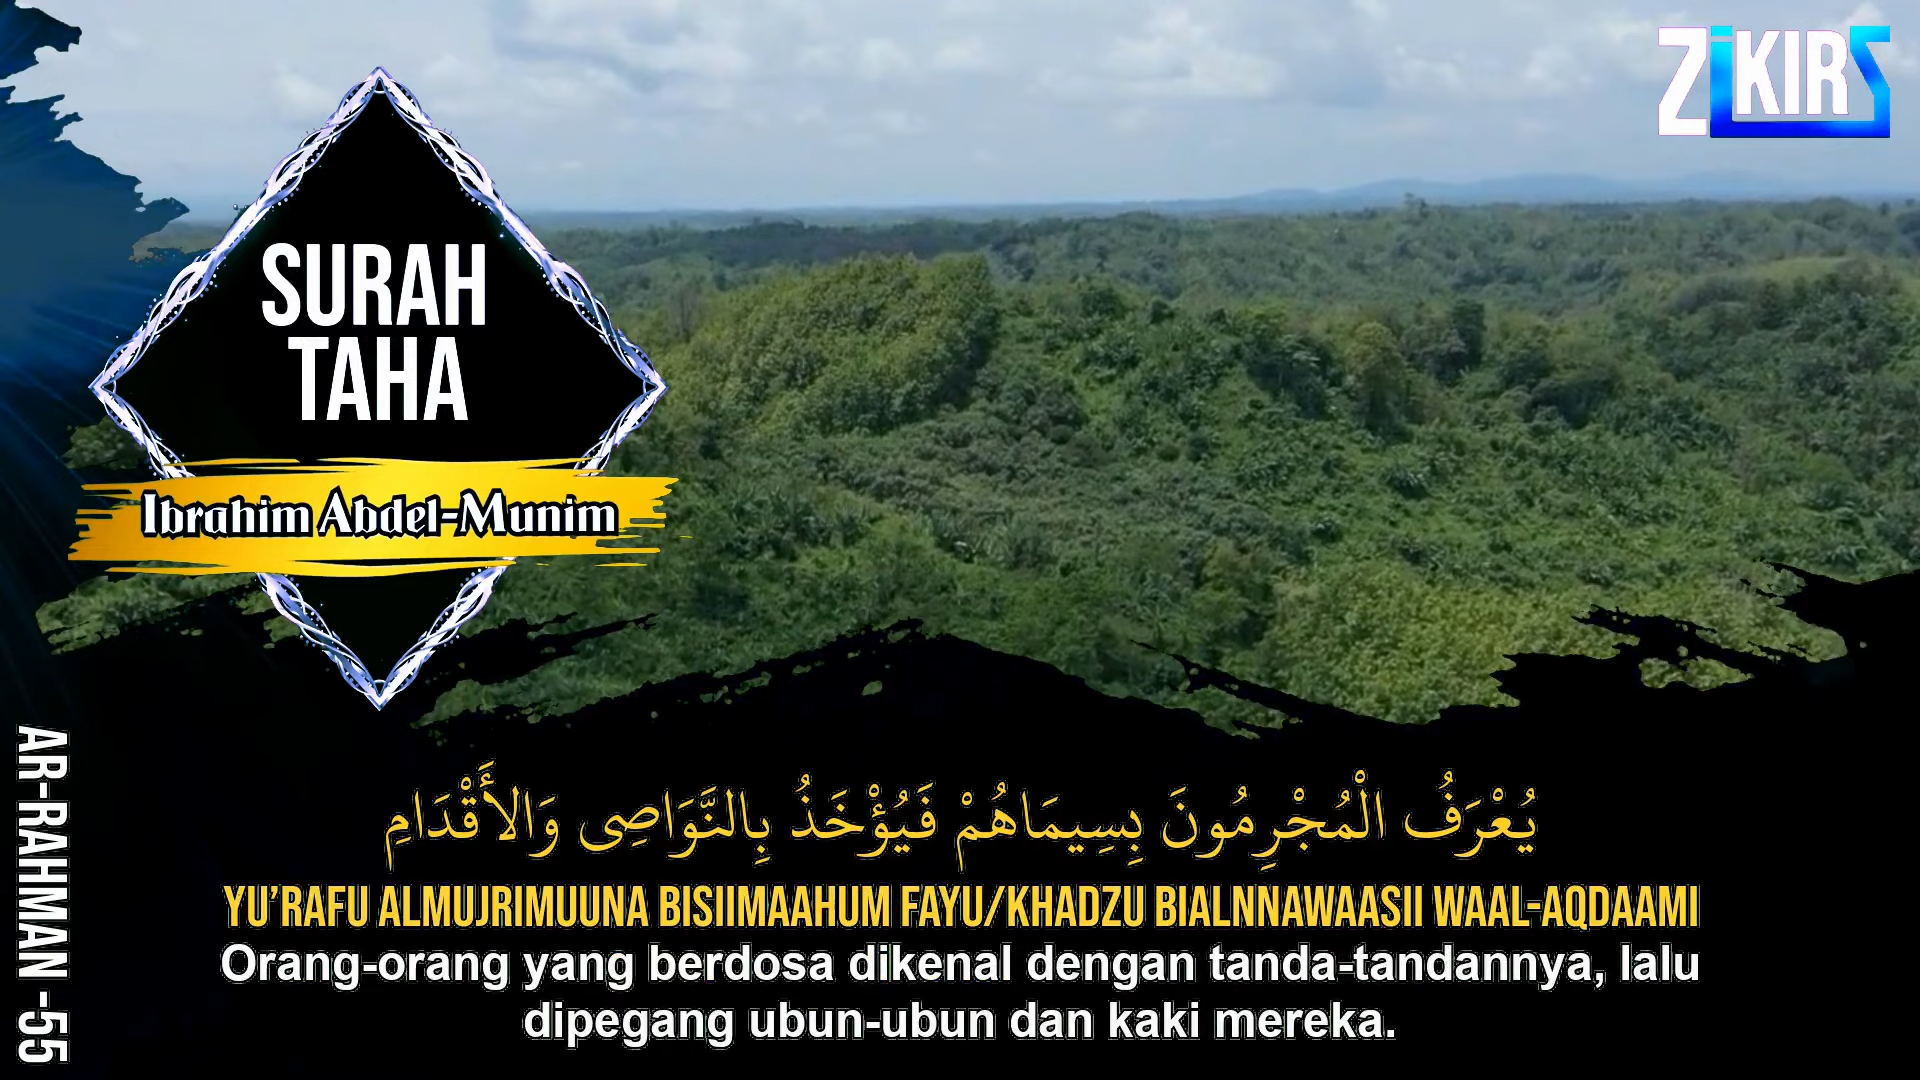 ZiKIRS
SURAH
TAHA
Ibrahim Abdel-Munim
AR-RAHMAN -55
يُعْرَفُ الْمُجْرِمُونَ بِسِيمَاهُمْ فَيُؤْخَذُ بِالنَّوَاصِى وَالأَقْدَامِ
YU’RAFU ALMUJRIMUUNA BISIIMAAHUM FAYU/KHADZU BIALNNAWAASII WAAL-AQDAAMI
Orang-orang yang berdosa dikenal dengan tanda-tandannya, lalu
dipegang ubun-ubun dan kaki mereka.